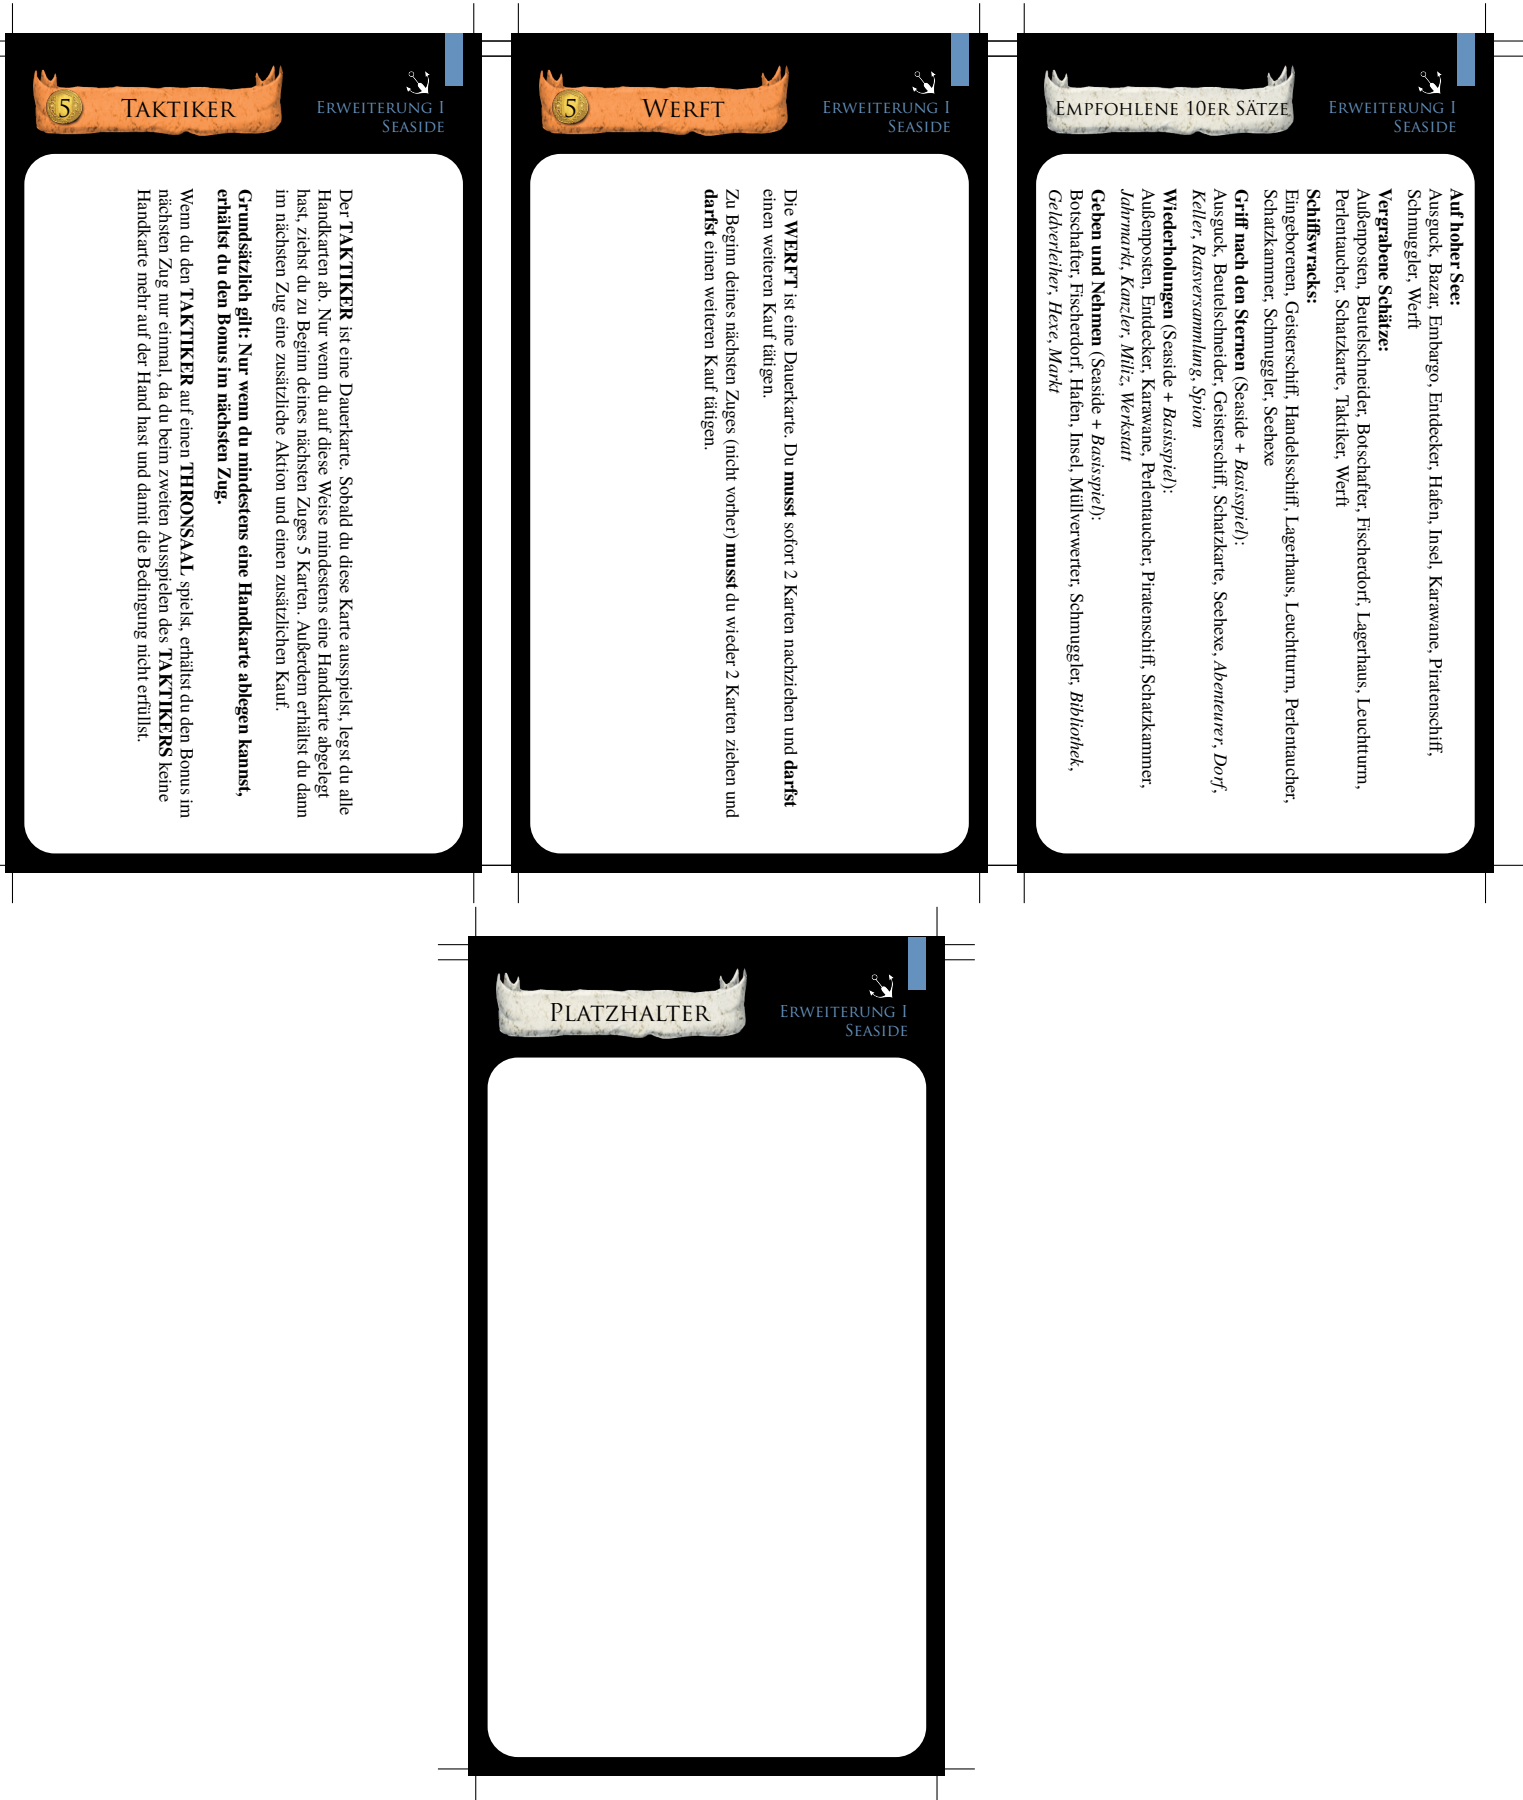 5
TAKTIKER
ERWEITERUNG I
SEASIDE
Der TAKTIKER ist eine Dauerkarte. Sobald du diese Karte ausspielst, legst du alle
Handkarten ab. Nur wenn du auf diese Weise mindestens eine Handkarte abgelegt
hast, ziehst du zu Beginn deines nächsten Zuges 5 Karten. Außerdem erhältst du dann
im nächsten Zug eine zusätzliche Aktion und einen zusätzlichen Kauf.
Grundsätzlich gilt: Nur wenn du mindestens eine Handkarte ablegen kannst,
erhältst du den Bonus im nächsten Zug.
Wenn du den TAKTIKER auf einen THRONSAAL spielst, erhältst du den Bonus im
nächsten Zug nur einmal, da du beim zweiten Ausspielen des TAKTIKERS keine
Handkarte mehr auf der Hand hast und damit die Bedingung nicht erfüllst.
5
WERFT
ERWEITERUNG I
SEASIDE
Die WERFT ist eine Dauerkarte. Du musst sofort 2 Karten nachziehen und darfst
einen weiteren Kauf tätigen.
Zu Beginn deines nächsten Zuges (nicht vorher) musst du wieder 2 Karten ziehen und
darfst einen weiteren Kauf tätigen.
EMPFOHLENE 10ER SÄTZE
ERWEITERUNG I
SEASIDE
Auf hoher See:
Ausguck, Bazar, Embargo, Entdecker, Hafen, Insel, Karawane, Piratenschiff,
Schmuggler, Werft
Vergrabene Schätze:
Außenposten, Beutelschneider, Botschafter, Fischerdorf, Lagerhaus, Leuchtturm,
Perlentaucher, Schatzkarte, Taktiker, Werft
Schiffswracks:
Eingeborenen, Geisterschiff, Handelsschiff, Lagerhaus, Leuchtturm, Perlentaucher,
Schatzkammer, Schmuggler, Seehexe
Griff nach den Sternen (Seaside + Basisspiel):
Ausguck, Beutelschneider, Geisterschiff, Schatzkarte, Seehexe, Abenteurer, Dorf,
Keller, Ratsversammlung, Spion
Wiederholungen (Seaside + Basisspiel):
Außenposten, Entdecker, Karawane, Perlentaucher, Piratenschiff, Schatzkammer,
Jahrmarkt, Kanzler, Miliz, Werkstatt
Geben und Nehmen (Seaside + Basisspiel):
Botschafter, Fischerdorf, Hafen, Insel, Müllverwerter, Schmuggler, Bibliothek,
Geldverleiher, Hexe, Markt
PLATZHALTER
ERWEITERUNG I
SEASIDE